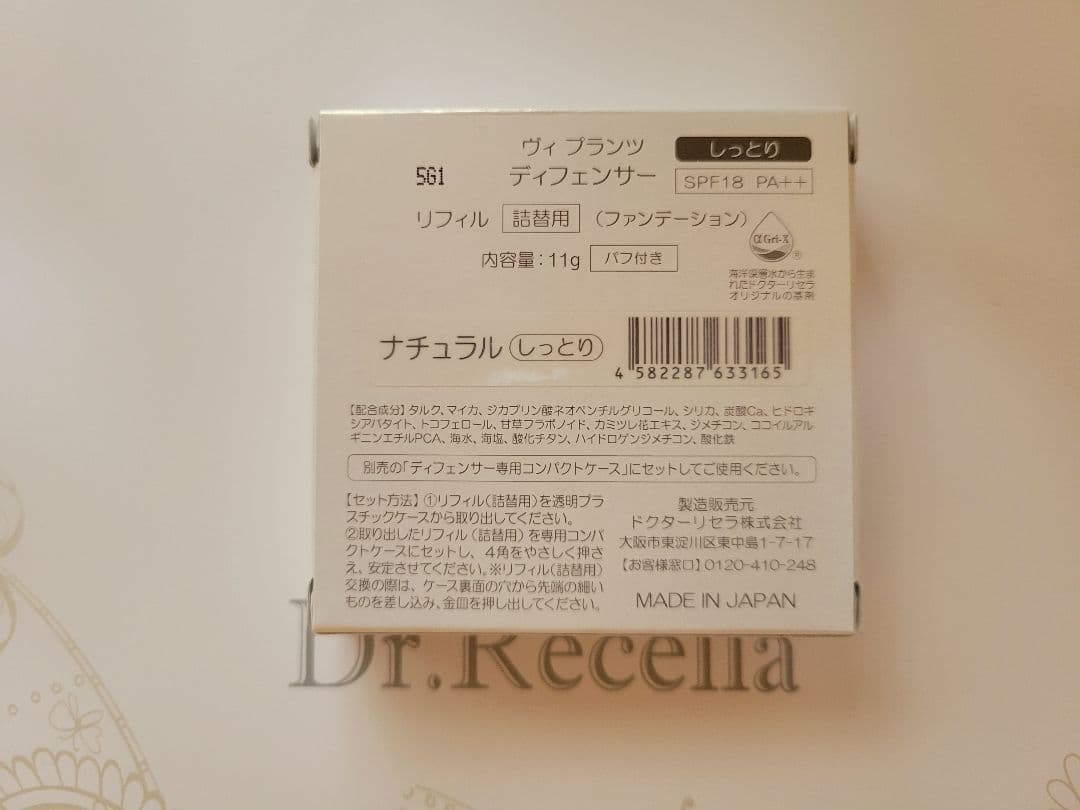 ヴィ プランツ
しっとり
5G1
ディフェンサー
SPF18 PA++
リフィル 詰替用 (ファンデーション)
αGri-X
®
内容量:11g パフ付き
海洋深層水から生ま
れたドクターリセラ
オリジナルの基剤
ナチュラル しっとり
4 582287 633165
【配合成分】タルク、マイカ、ジカプリン酸ネオペンチルグリコール、シリカ、炭酸Ca、ヒドロキ
シアパタイト、トコフェロール、甘草フラボノイド、カミツレ花エキス、ジメチコン、ココイルアル
ギニンエチルPCA、海水、海塩、酸化チタン、ハイドロゲンジメチコン、酸化鉄
別売の「ディフェンサー専用コンパクトケース」にセットしてご使用ください。
【セット方法】①リフィル(詰替用)を透明プラ
スチックケースから取り出してください。
②取り出したリフィル(詰替用)を専用コンパ
クトケースにセットし、4角をやさしく押さ
え、安定させてください。※リフィル(詰替用)
交換の際は、ケース裏面の穴から先端の細い
ものを差し込み、金皿を押し出してください。
製造販売元
ドクターリセラ株式会社
大阪市東淀川区東中島1-7-17
【お客様窓口】0120-410-248
MADE IN JAPAN
Dr.Recella